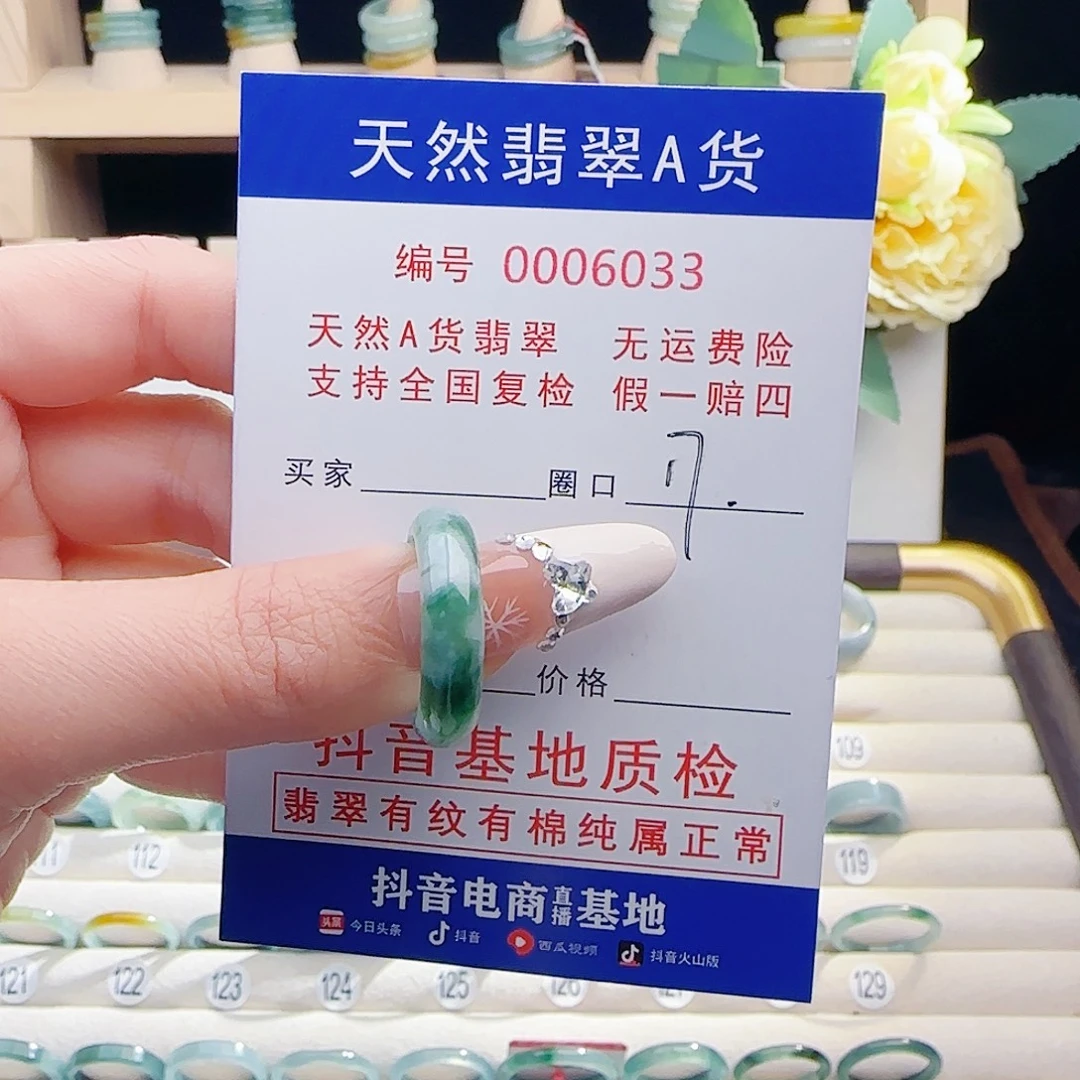 天然翡翠A货
编号 0006033
天然A货翡翠 无运费险
支持全国复检 假一赔四
买家 圈口 17.
价格
抖音基地质检
翡翠有纹有棉纯属正常
抖音电商直播基地
头条 今日头条 抖音 西瓜视频 抖音火山版
109
112 119
121 122 123 124 125 126 129